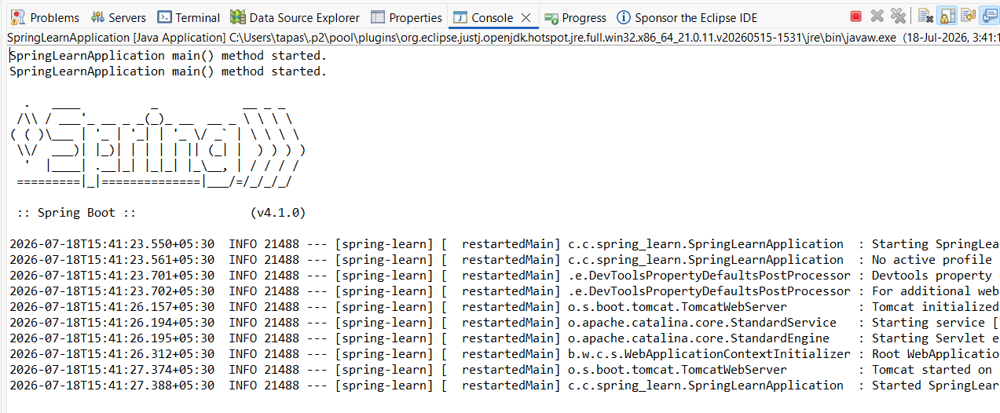 Problems Servers Terminal Data Source Explorer Properties Console Progress Sponsor the Eclipse IDE
SpringLearnApplication [Java Application] C:\Users\tapas\.p2\pool\plugins\org.eclipse.justj.openjdk.hotspot.jre.full.win32.x86_64_21.0.11.v20260515-1531\jre\bin\javaw.exe (18-Jul-2026, 3:41:1
SpringLearnApplication main() method started.
SpringLearnApplication main() method started.
  .   ____          _            __ _ _
 /\\ / ___'_ __ _ _(_)_ __  __ _ \ \ \ \
( ( )\___ | '_ | '_| | '_ \/ _` | \ \ \ \
 \\/  ___)| |_)| | | | | || (_| |  ) ) ) )
  '  |____| .__|_| |_|_| |_\__, | / / / /
 =========|_|==============|___/=/_/_/_/
 :: Spring Boot ::                (v4.1.0)
2026-07-18T15:41:23.550+05:30  INFO 21488 --- [spring-learn] [  restartedMain] c.c.spring_learn.SpringLearnApplication  : Starting SpringLea
2026-07-18T15:41:23.561+05:30  INFO 21488 --- [spring-learn] [  restartedMain] c.c.spring_learn.SpringLearnApplication  : No active profile
2026-07-18T15:41:23.701+05:30  INFO 21488 --- [spring-learn] [  restartedMain] .e.DevToolsPropertyDefaultsPostProcessor : Devtools property
2026-07-18T15:41:23.702+05:30  INFO 21488 --- [spring-learn] [  restartedMain] .e.DevToolsPropertyDefaultsPostProcessor : For additional web
2026-07-18T15:41:26.157+05:30  INFO 21488 --- [spring-learn] [  restartedMain] o.s.boot.tomcat.TomcatWebServer          : Tomcat initialized
2026-07-18T15:41:26.194+05:30  INFO 21488 --- [spring-learn] [  restartedMain] o.apache.catalina.core.StandardService   : Starting service [
2026-07-18T15:41:26.195+05:30  INFO 21488 --- [spring-learn] [  restartedMain] o.apache.catalina.core.StandardEngine    : Starting Servlet e
2026-07-18T15:41:26.312+05:30  INFO 21488 --- [spring-learn] [  restartedMain] b.w.c.s.WebApplicationContextInitializer : Root WebApplicatio
2026-07-18T15:41:27.374+05:30  INFO 21488 --- [spring-learn] [  restartedMain] o.s.boot.tomcat.TomcatWebServer          : Tomcat started on
2026-07-18T15:41:27.388+05:30  INFO 21488 --- [spring-learn] [  restartedMain] c.c.spring_learn.SpringLearnApplication  : Started SpringLear